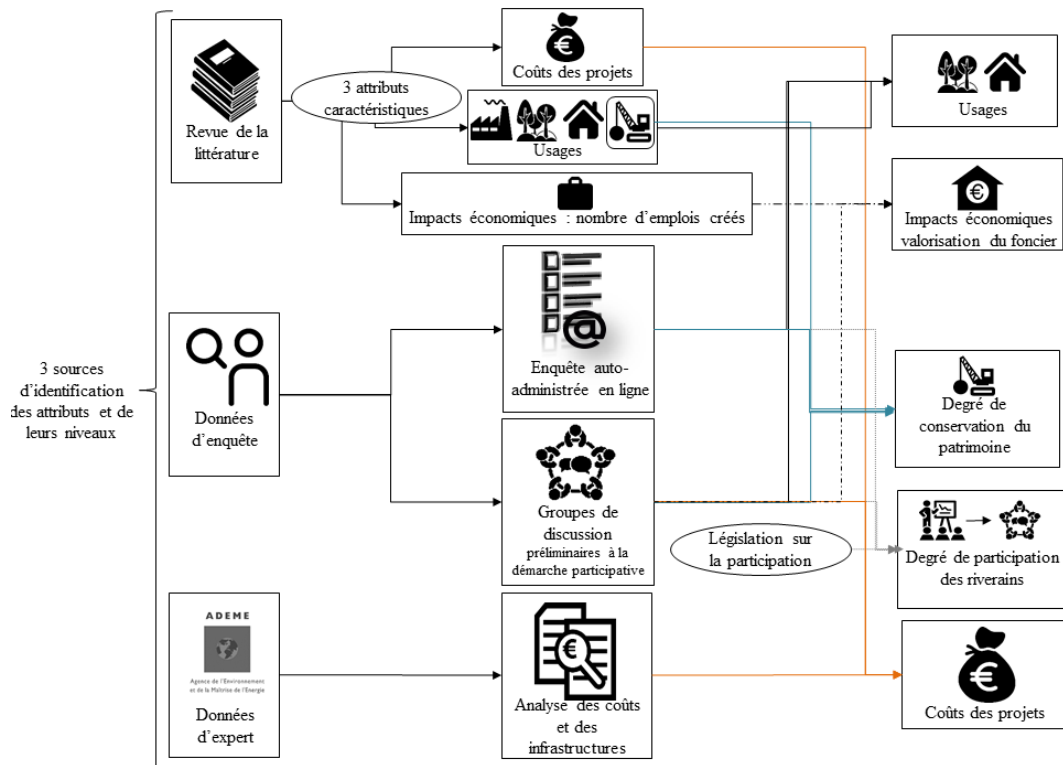 3 sources
d'identification
des attributs et de
leurs niveaux
Revue de la
littérature
3 attributs
caractéristiques
€
Coûts des projets
Usages
Impacts économiques : nombre d'emplois créés
Données
d'enquête
@
Enquête auto-
administrée en ligne
Groupes de
discussion
préliminaires à la
démarche participative
ADEME
Agence de l'Environnement
et de la Maîtrise de l'Energie
Données
d'expert
€
Analyse des coûts
et des
infrastructures
Législation sur
la participation
Usages
€
Impacts économiques
valorisation du foncier
Degré de
conservation du
patrimoine
Degré de participation
des riverains
€
Coûts des projets